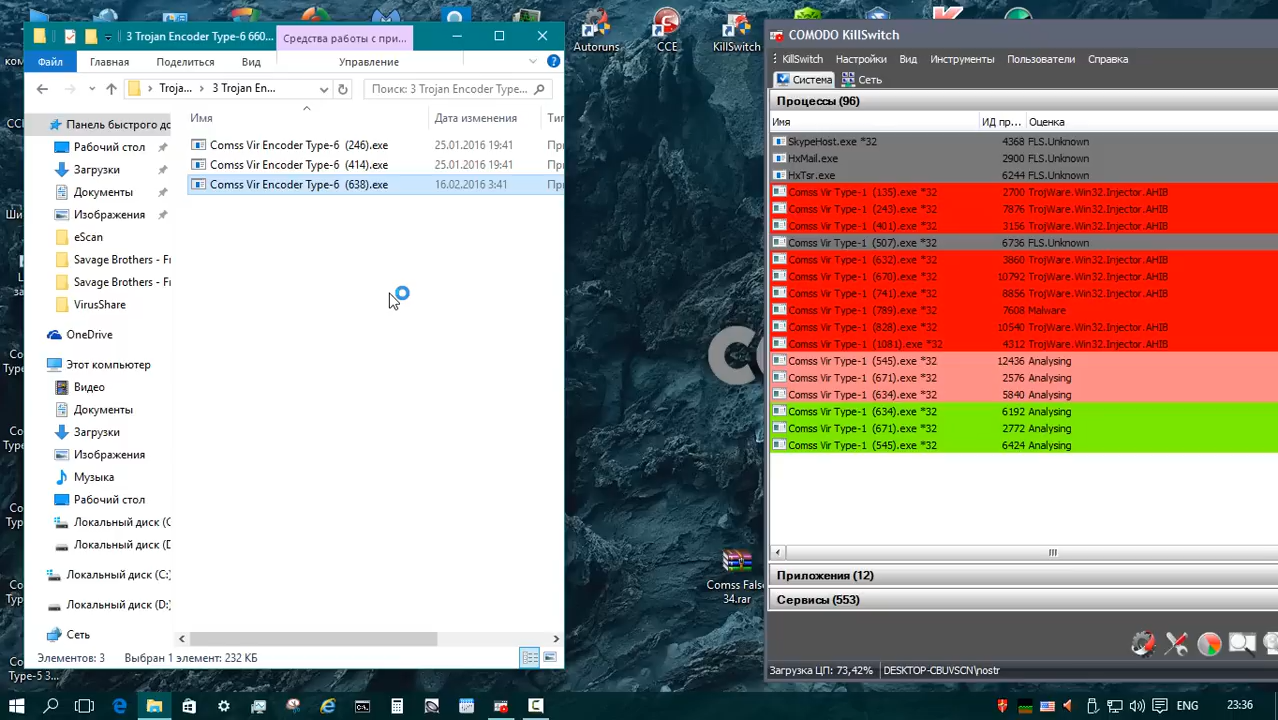 3 Trojan Encoder Type-6 660...
Средства работы с при...
Файл
Главная
Поделиться
Вид
Управление
Troja...
3 Trojan En...
Поиск: 3 Trojan Encoder Type...
Имя
Дата изменения
Тип
Панель быстрого до
Рабочий стол
Загрузки
Документы
Изображения
eScan
Savage Brothers - Fr
Savage Brothers - Fr
VirusShare
OneDrive
Этот компьютер
Видео
Документы
Загрузки
Изображения
Музыка
Рабочий стол
Локальный диск (C
Локальный диск (D
Локальный диск (C:)
Локальный диск (D:)
Сеть
Comss Vir Encoder Type-6 (246).exe 25.01.2016 19:41 При
Comss Vir Encoder Type-6 (414).exe 25.01.2016 19:41 При
Comss Vir Encoder Type-6 (638).exe 16.02.2016 3:41 При
Элементов: 3 Выбран 1 элемент: 232 КБ
Type-5 3...
Autoruns
CCE
KillSwitch
Comss False
34.rar
COMODO KillSwitch
KillSwitch Настройки Вид Инструменты Пользователи Справка
Система Сеть
Процессы (96)
Имя ИД пр... Оценка
SkypeHost.exe *32 4368 FLS.Unknown
HxMail.exe 2900 FLS.Unknown
HxTsr.exe 6244 FLS.Unknown
Comss Vir Type-1 (135).exe *32 2700 TrojWare.Win32.Injector.AHIB
Comss Vir Type-1 (243).exe *32 7876 TrojWare.Win32.Injector.AHIB
Comss Vir Type-1 (401).exe *32 3156 TrojWare.Win32.Injector.AHIB
Comss Vir Type-1 (507).exe *32 6736 FLS.Unknown
Comss Vir Type-1 (632).exe *32 3860 TrojWare.Win32.Injector.AHIB
Comss Vir Type-1 (670).exe *32 10792 TrojWare.Win32.Injector.AHIB
Comss Vir Type-1 (741).exe *32 8856 TrojWare.Win32.Injector.AHIB
Comss Vir Type-1 (789).exe *32 7608 Malware
Comss Vir Type-1 (828).exe *32 10540 TrojWare.Win32.Injector.AHIB
Comss Vir Type-1 (1081).exe *32 4312 TrojWare.Win32.Injector.AHIB
Comss Vir Type-1 (545).exe *32 12436 Analysing
Comss Vir Type-1 (671).exe *32 2576 Analysing
Comss Vir Type-1 (634).exe *32 5840 Analysing
Comss Vir Type-1 (634).exe *32 6192 Analysing
Comss Vir Type-1 (671).exe *32 2772 Analysing
Comss Vir Type-1 (545).exe *32 6424 Analysing
Приложения (12)
Сервисы (553)
Загрузка ЦП: 73,42% DESKTOP-CBUVSCN\nostr
ENG 23:36